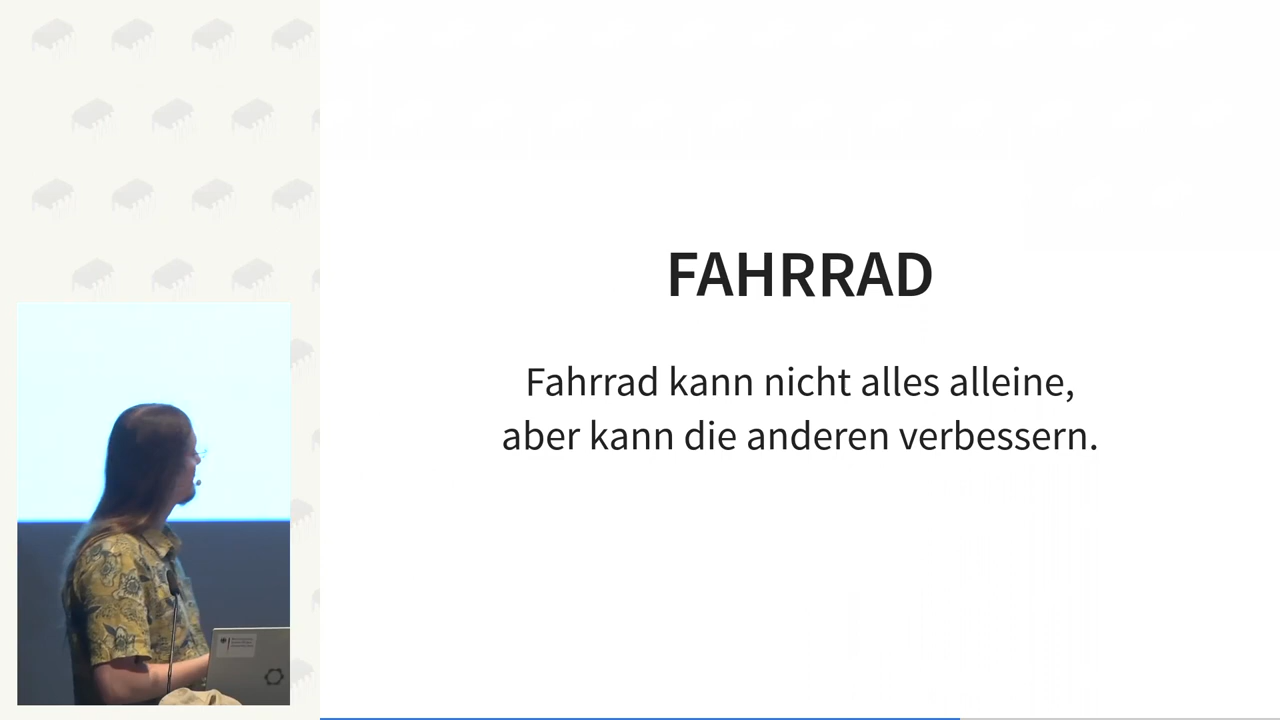 FAHRRAD
Fahrrad kann nicht alles alleine,
aber kann die anderen verbessern.